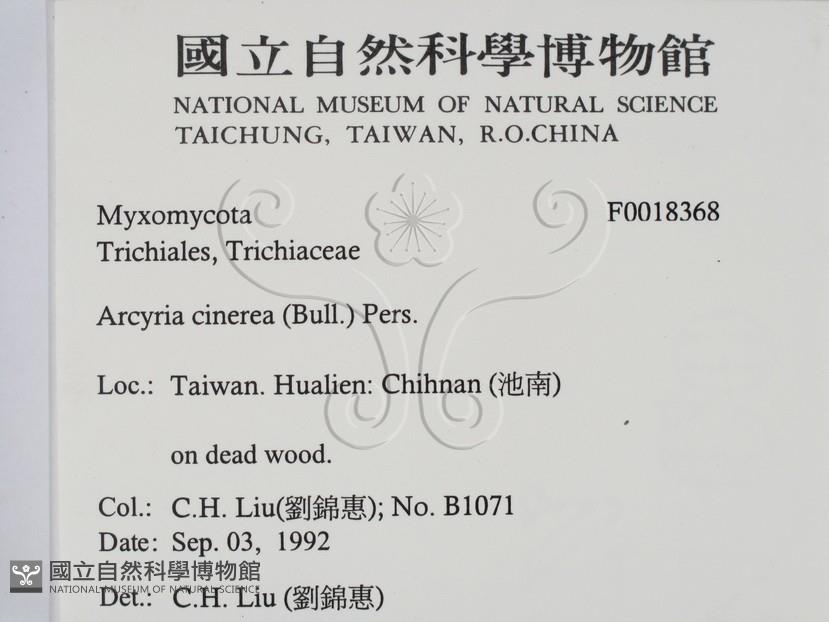 國立自然科學博物館
NATIONAL MUSEUM OF NATURAL SCIENCE
TAICHUNG, TAIWAN, R.O.CHINA
Myxomycota F0018368
Trichiales, Trichiaceae
Arcyria cinerea (Bull.) Pers.
Loc.: Taiwan. Hualien: Chihnan (池南)
on dead wood.
Col.: C.H. Liu(劉錦惠); No. B1071
Date: Sep. 03, 1992
國立自然科學博物館
NATIONAL MUSEUM OF NATURAL SCIENCE
Det.: C.H. Liu (劉錦惠)